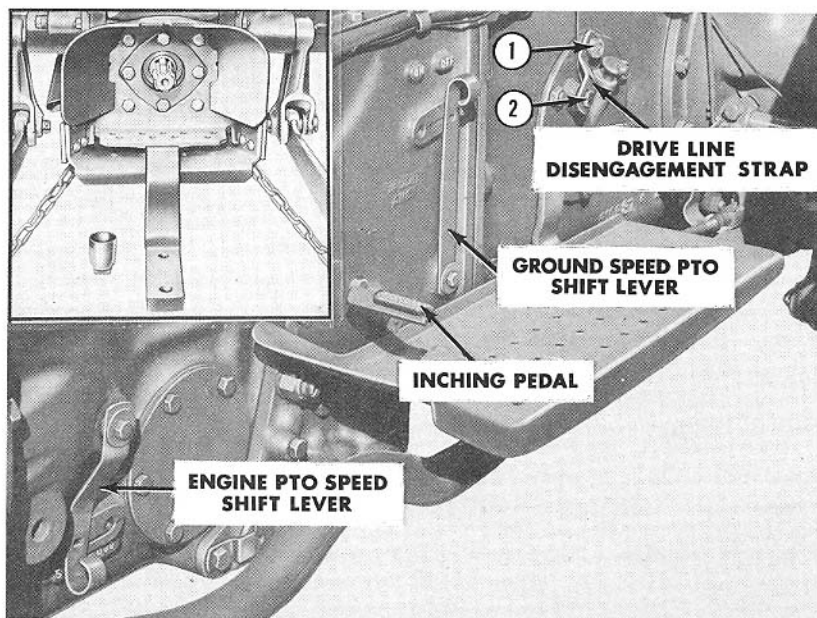 1
2
DRIVE LINE
DISENGAGEMENT STRAP
GROUND SPEED PTO
SHIFT LEVER
INCHING PEDAL
ENGINE PTO SPEED
SHIFT LEVER